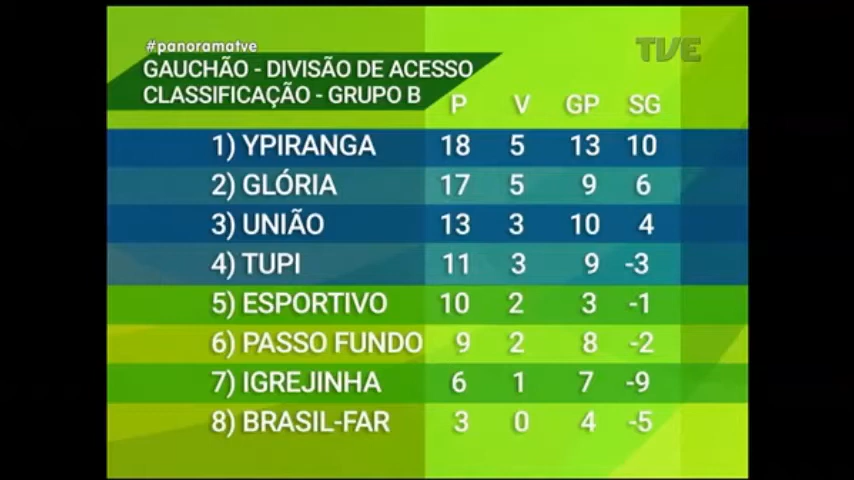 #panoramatve
TVE
GAUCHÃO - DIVISÃO DE ACESSO
CLASSIFICAÇÃO - GRUPO B
P V GP SG
1) YPIRANGA 18 5 13 10
2) GLÓRIA 17 5 9 6
3) UNIÃO 13 3 10 4
4) TUPI 11 3 9 -3
5) ESPORTIVO 10 2 3 -1
6) PASSO FUNDO 9 2 8 -2
7) IGREJINHA 6 1 7 -9
8) BRASIL-FAR 3 0 4 -5